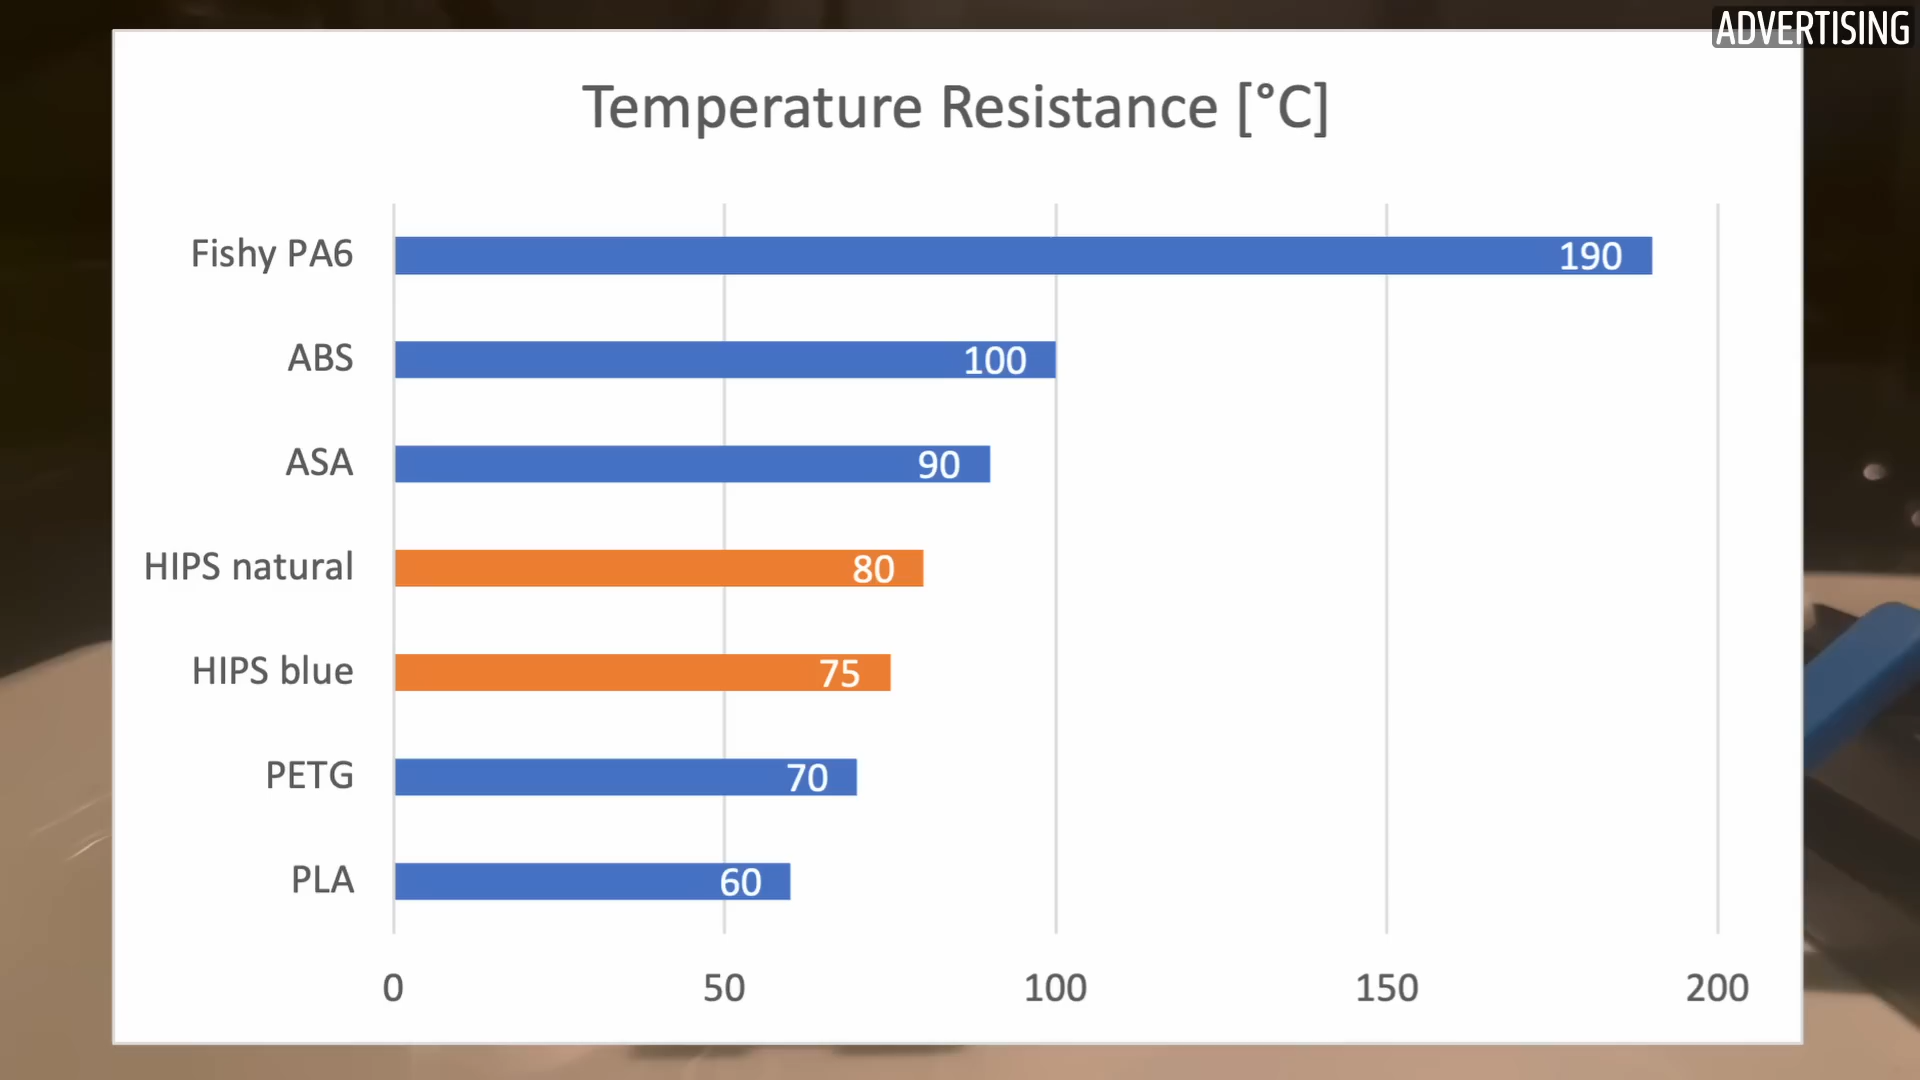 ADVERTISING
Temperature Resistance [°C]
Fishy PA6 190
ABS 100
ASA 90
HIPS natural 80
HIPS blue 75
PETG 70
PLA 60
0 50 100 150 200